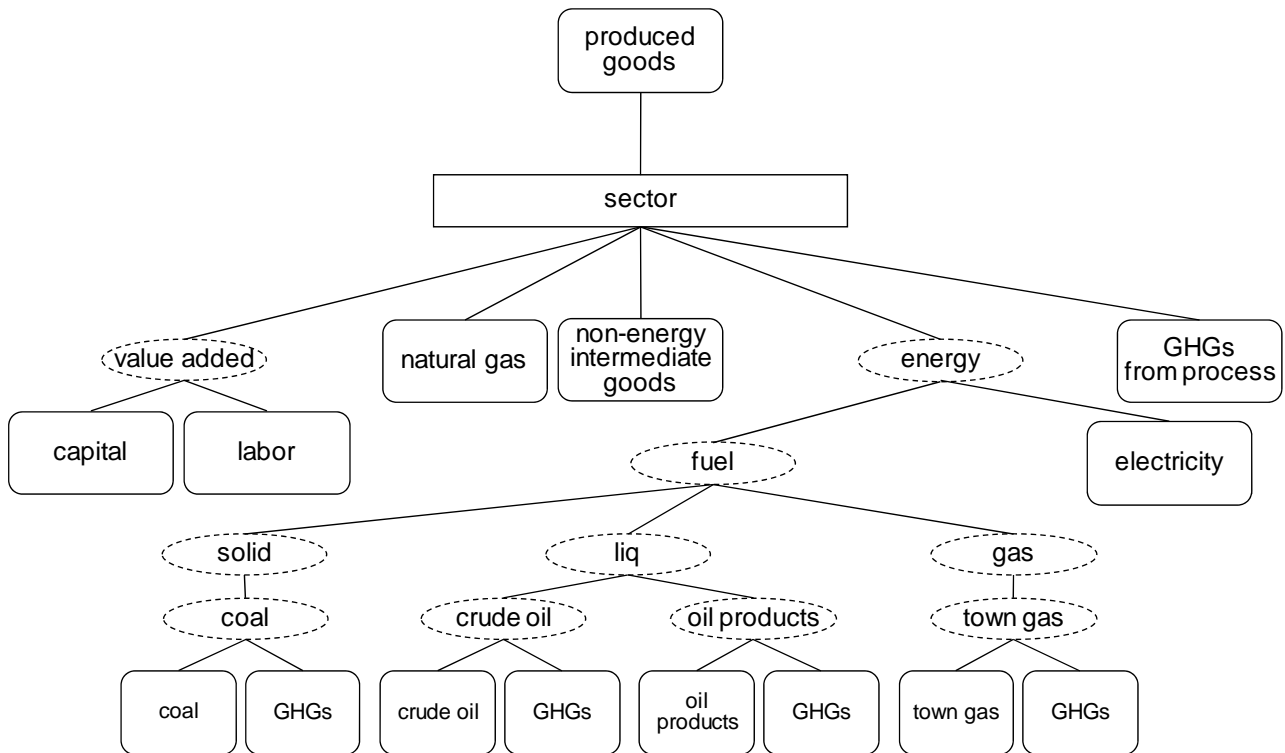 produced
goods
sector
value added
natural gas
non-energy
intermediate
goods
energy
GHGs
from process
capital
labor
fuel
electricity
solid
liq
gas
coal
crude oil
oil products
town gas
coal
GHGs
crude oil
GHGs
oil
products
GHGs
town gas
GHGs